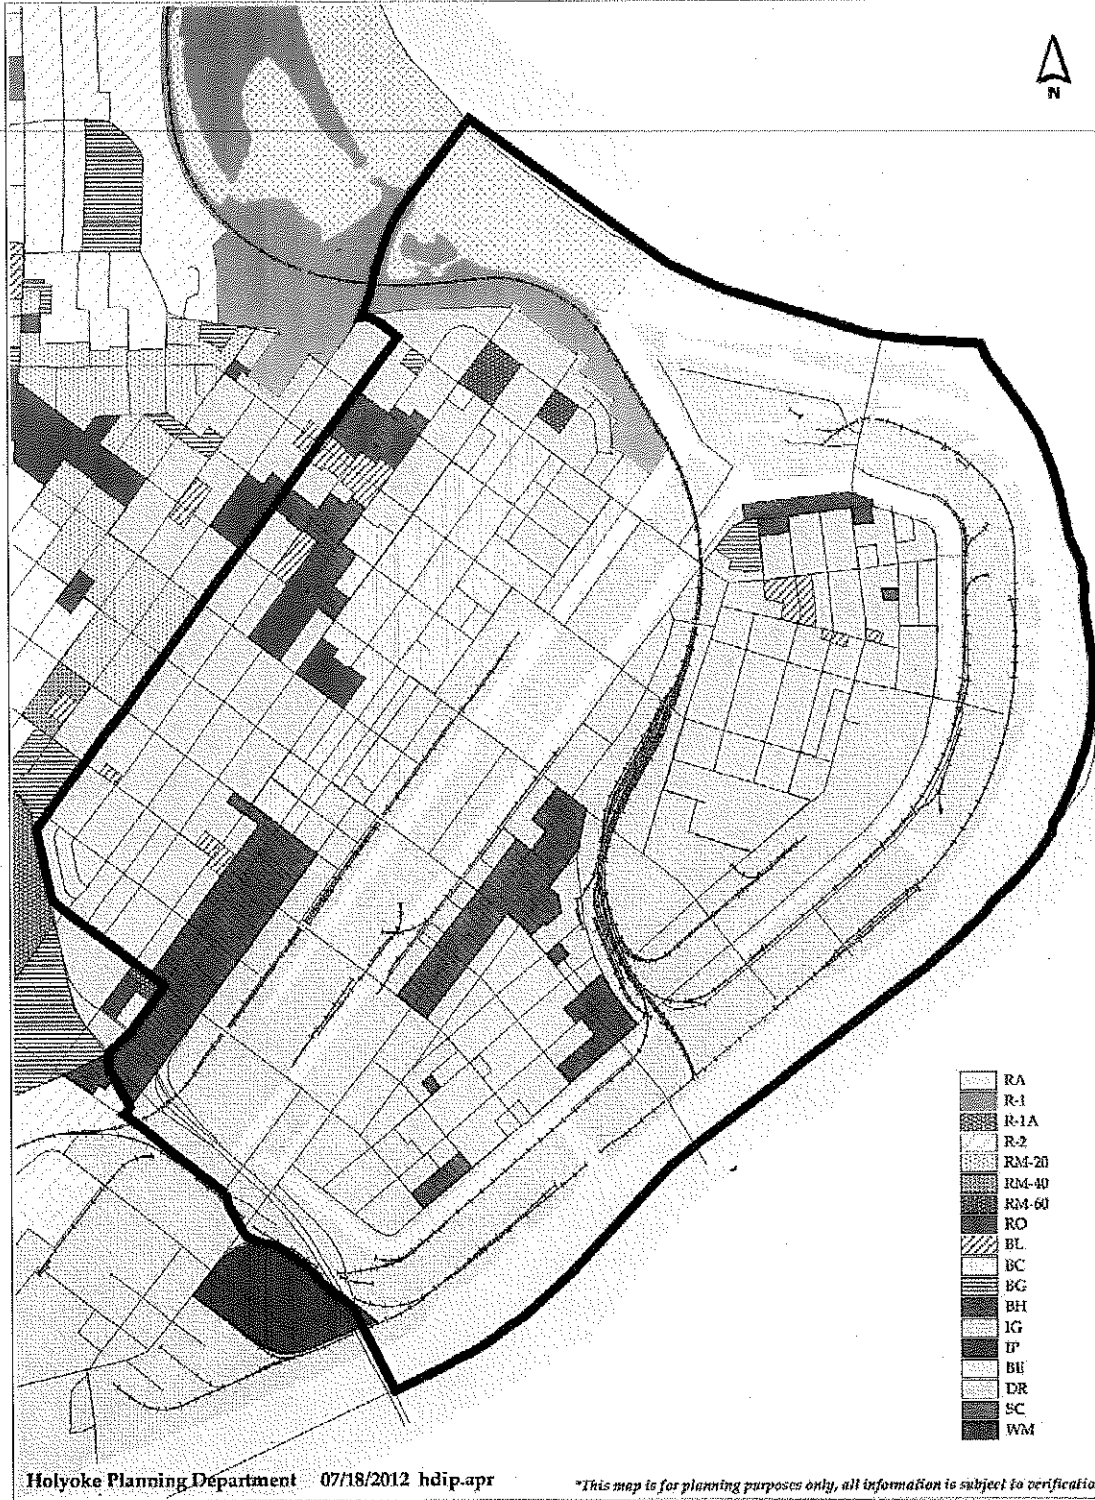 N
RA
R-1
R-1A
R-2
RM-20
RM-40
RM-60
RO
BL
BC
BG
BH
IG
IP
BE
DR
SC
WM
Holyoke Planning Department 07/18/2012 hdip.apr
*This map is for planning purposes only, all information is subject to verificatio